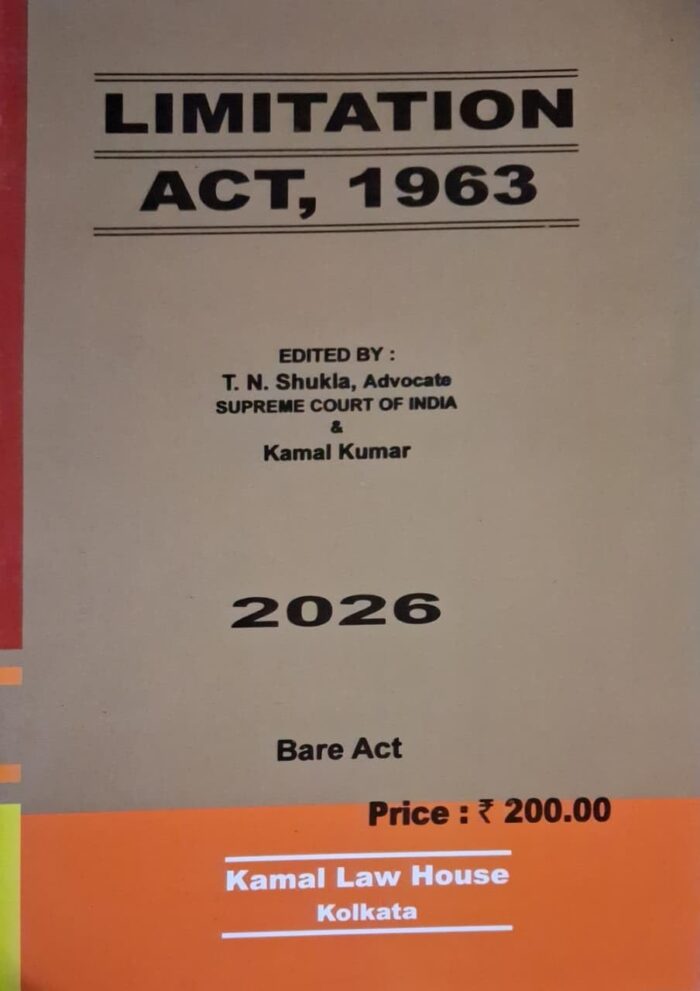 LIMITATION
ACT, 1963
EDITED BY :
T. N. Shukla, Advocate
SUPREME COURT OF INDIA
&
Kamal Kumar
2026
Bare Act
Price : ₹ 200.00
Kamal Law House
Kolkata